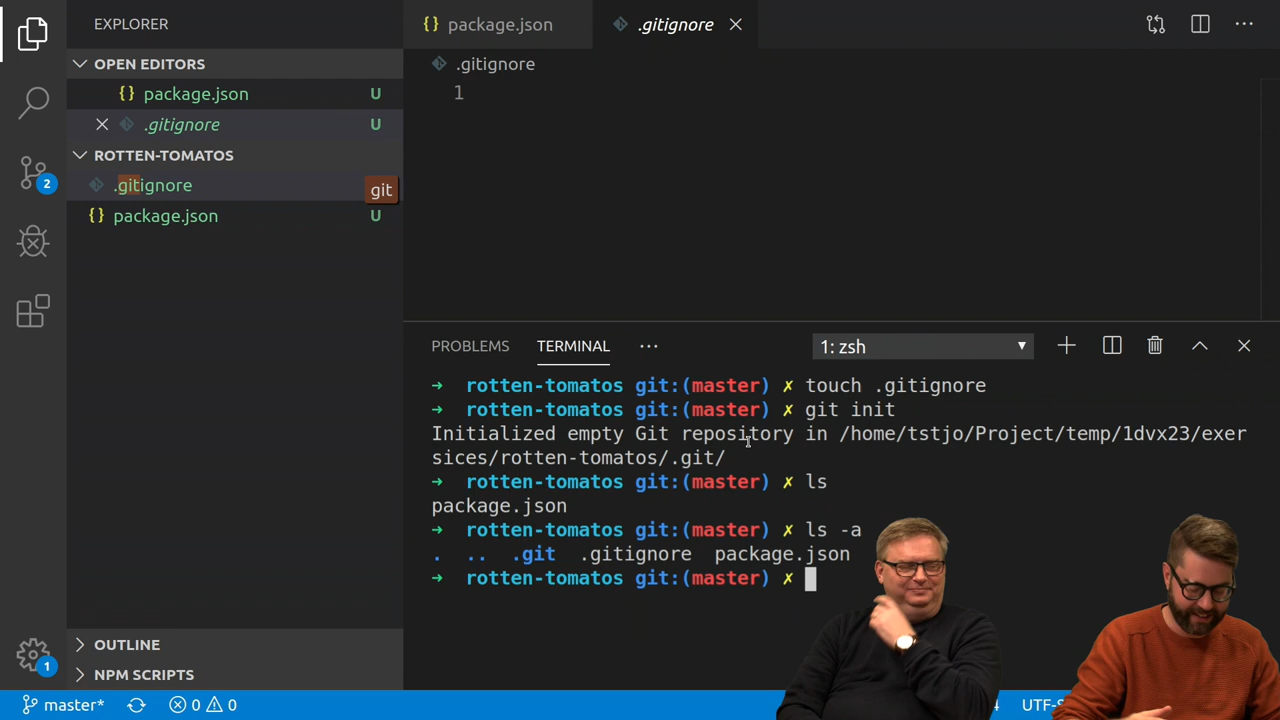 EXPLORER
OPEN EDITORS
{} package.json U
.gitignore U
ROTTEN-TOMATOS
.gitignore
git
{} package.json U
OUTLINE
NPM SCRIPTS
2
1
{} package.json
.gitignore
.gitignore
1
PROBLEMS TERMINAL ··· 1: zsh
➜ rotten-tomatos git:(master) ✗ touch .gitignore
➜ rotten-tomatos git:(master) ✗ git init
Initialized empty Git repository in /home/tstjo/Project/temp/1dvx23/exer
sices/rotten-tomatos/.git/
➜ rotten-tomatos git:(master) ✗ ls
package.json
➜ rotten-tomatos git:(master) ✗ ls -a
. .. .git .gitignore package.json
➜ rotten-tomatos git:(master) ✗
master* 0 0